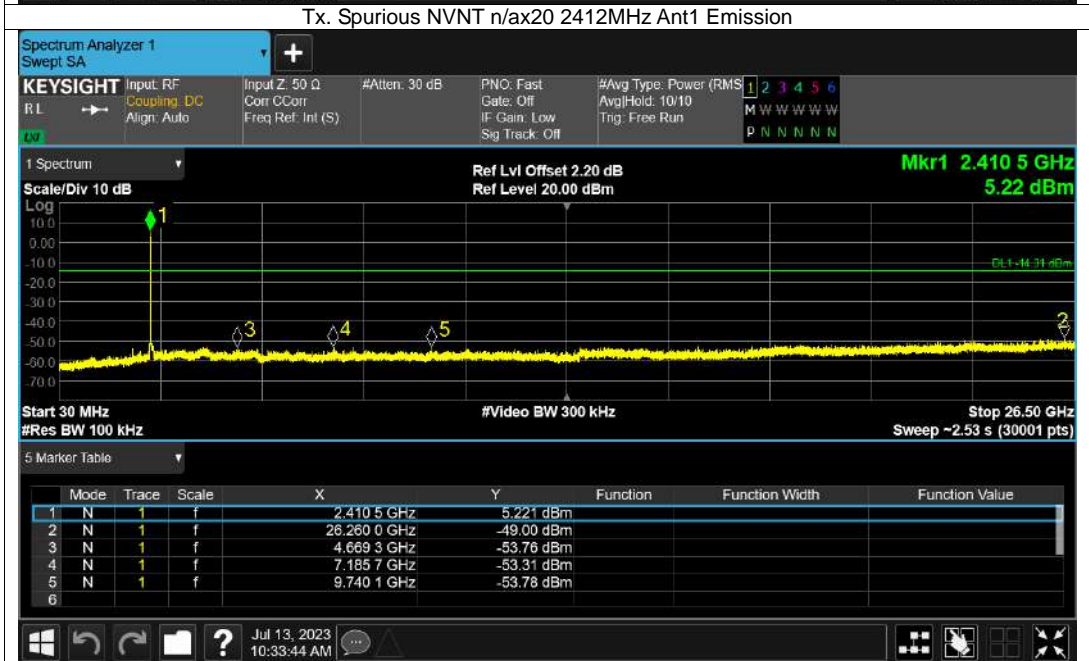 Tx. Spurious NVNT n/ax20 2412MHz Ant1 Emission
Spectrum Analyzer 1
Swept SA
+
KEYSIGHT
Input: RF
Input Z: 50 Ω
#Atten: 30 dB
PNO: Fast
#Avg Type: Power (RMS
1 2 3 4 5 6
R L
Coupling: DC
Corr CCorr
Gate: Off
Avg|Hold: 10/10
M W W W W W
Align: Auto
Freq Ref: Int (S)
IF Gain: Low
Trig: Free Run
Sig Track: Off
P N N N N N
LXI
1 Spectrum
Ref Lvl Offset 2.20 dB
Mkr1 2.410 5 GHz
Scale/Div 10 dB
Ref Level 20.00 dBm
5.22 dBm
Log
1
10.0
0.00
-10.0
DL1 -14.31 dBm
-20.0
-30.0
-40.0
3
4
5
2
-50.0
-60.0
-70.0
Start 30 MHz
#Video BW 300 kHz
Stop 26.50 GHz
#Res BW 100 kHz
Sweep ~2.53 s (30001 pts)
5 Marker Table
Mode Trace Scale X Y Function Function Width Function Value
1 N 1 f 2.410 5 GHz 5.221 dBm
2 N 1 f 26.260 0 GHz -49.00 dBm
3 N 1 f 4.669 3 GHz -53.76 dBm
4 N 1 f 7.185 7 GHz -53.31 dBm
5 N 1 f 9.740 1 GHz -53.78 dBm
6
?
Jul 13, 2023
10:33:44 AM